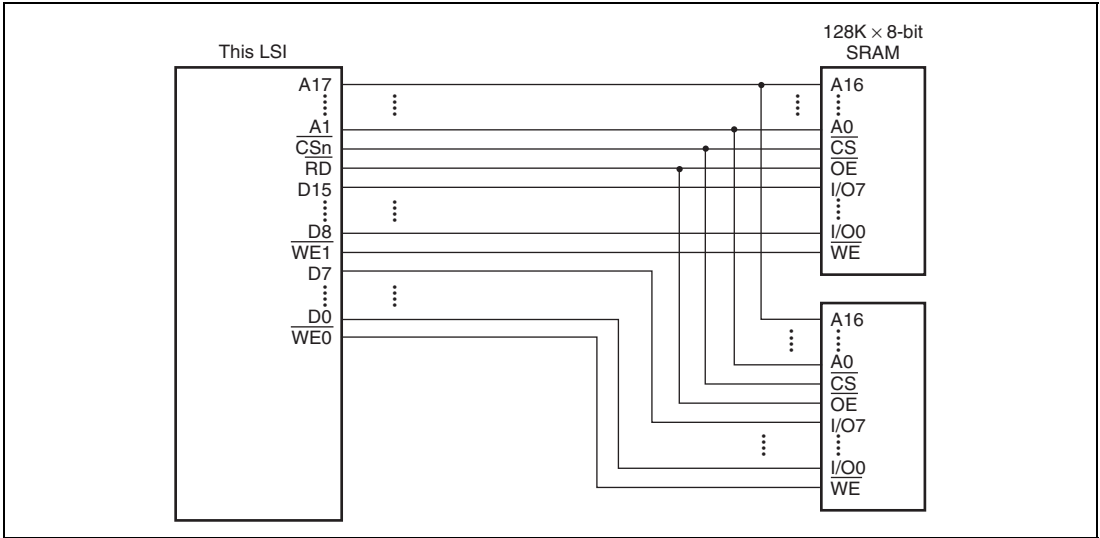 This LSI
A17
A1
CSn
RD
D15
D8
WE1
D7
D0
WE0
128K × 8-bit
SRAM
A16
A0
CS
OE
I/O7
I/O0
WE
A16
A0
CS
OE
I/O7
I/O0
WE